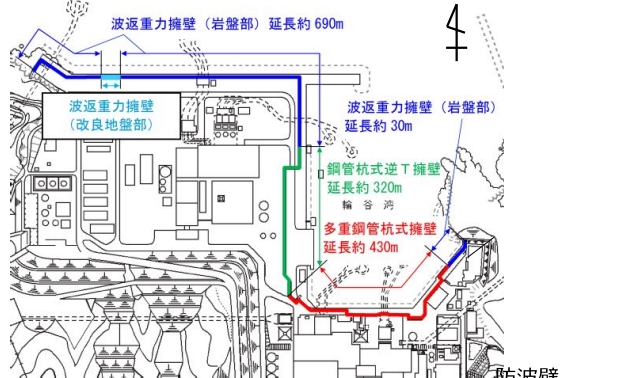 波返重力擁壁（岩盤部）延長約 690m
波返重力擁壁
（改良地盤部）
波返重力擁壁（岩盤部）
延長約 30m
鋼管杭式逆Ｔ擁壁
延長約 320m
輪谷湾
多重鋼管杭式擁壁
延長約 430m
防波壁